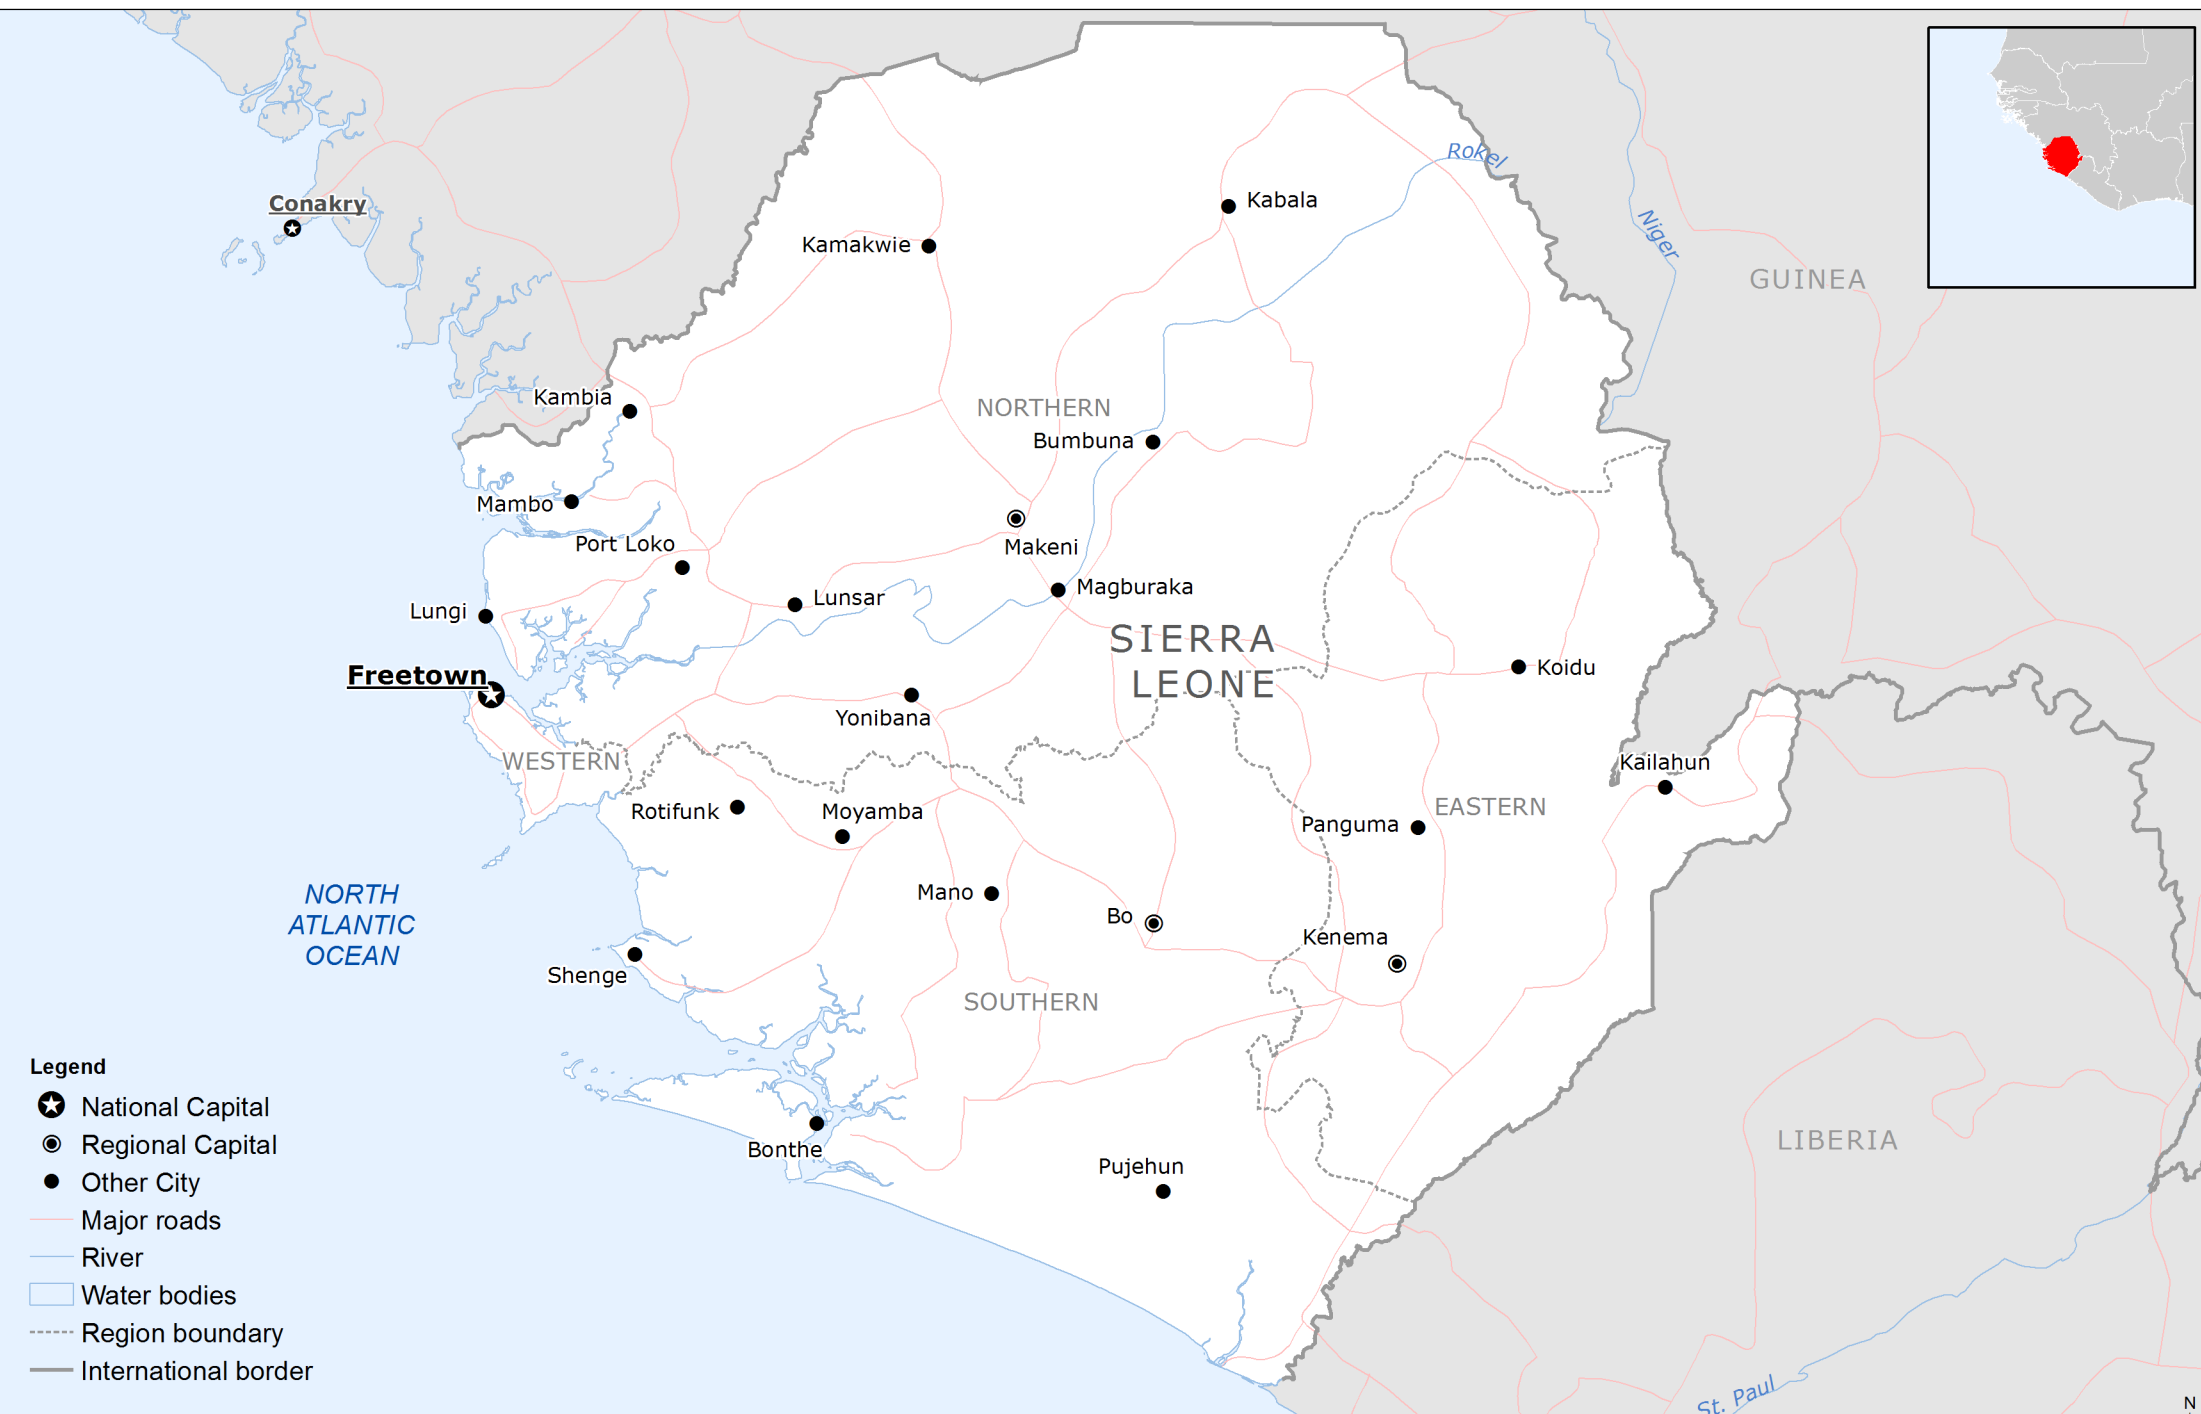 Rokel
Conakry
Kabala
Niger
Kamakwie
GUINEA
Kambia
NORTHERN
Bumbuna
Mambo
Port Loko
Makeni
Magburaka
Lunsar
Lungi
SIERRA
LEONE
Koidu
Freetown
Yonibana
WESTERN
Kailahun
Rotifunk
Moyamba
EASTERN
Panguma
NORTH
ATLANTIC
OCEAN
Mano
Bo
Kenema
Shenge
SOUTHERN
Legend
National Capital
Regional Capital
Other City
Major roads
River
Water bodies
Region boundary
International border
Bonthe
Pujehun
LIBERIA
St. Paul
N